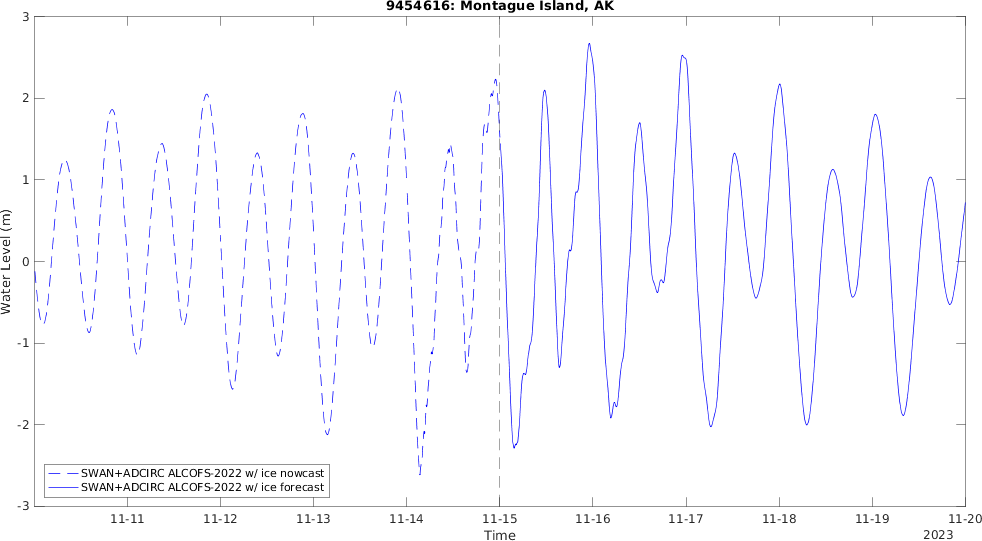 9454616: Montague Island, AK
Water Level (m)
3
2
1
0
-1
-2
-3
SWAN+ADCIRC ALCOFS-2022 w/ ice nowcast
SWAN+ADCIRC ALCOFS-2022 w/ ice forecast
11-11 11-12 11-13 11-14 11-15 11-16 11-17 11-18 11-19 11-20
Time
2023